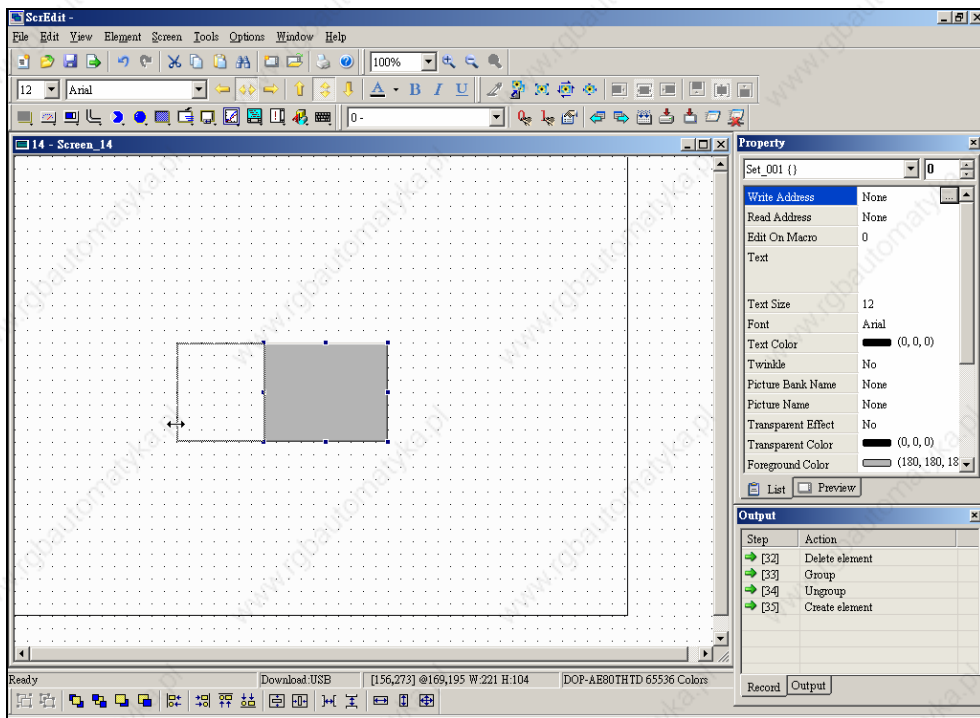 ScrEdit -
File Edit View Element Screen Tools Options Window Help
100%
12 Arial A B I U
0 -
14 - Screen_14
Property
Set_001 {} 0
Write Address None ...
Read Address None
Edit On Macro 0
Text
Text Size 12
Font Arial
Text Color (0, 0, 0)
Twinkle No
Picture Bank Name None
Picture Name None
Transparent Effect No
Transparent Color (0, 0, 0)
Foreground Color (180, 180, 18
List Preview
Output
Step Action
[32] Delete element
[33] Group
[34] Ungroup
[35] Create element
Record Output
Ready Download:USB [156,273] @169,195 W:221 H:104 DOP-AE80THTD 65536 Colors
www.rgbautomatyka.pl